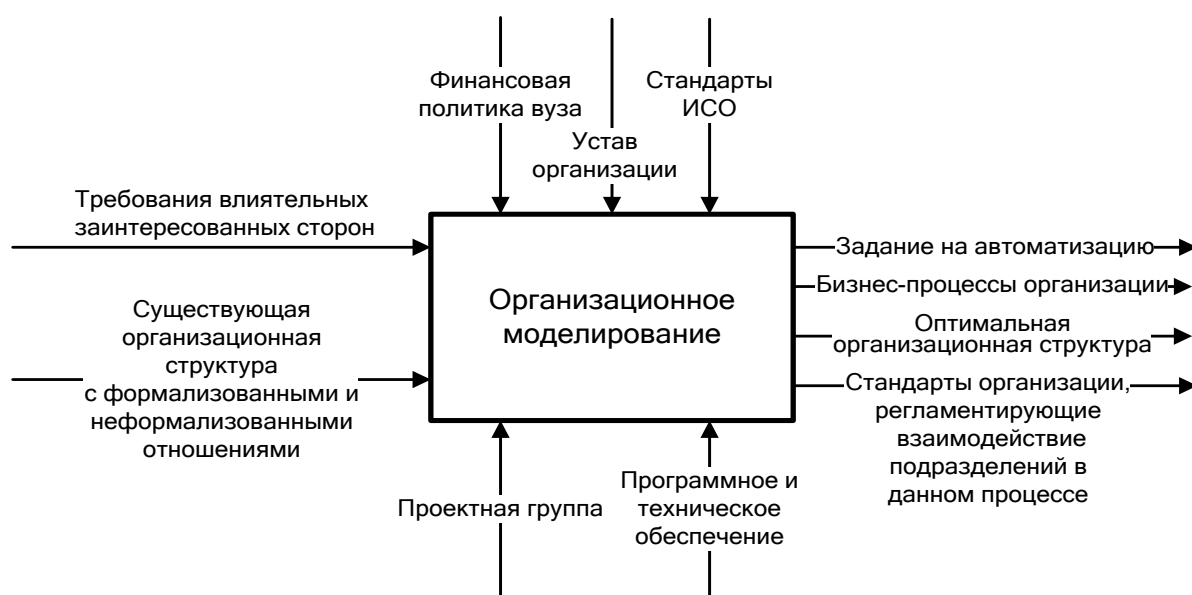 Финансовая
политика вуза
Стандарты
ИСО
Устав
организации
Требования влиятельных
заинтересованных сторон
Существующая
организационная
структура
с формализованными и
неформализованными
отношениями
Организационное
моделирование
Задание на автоматизацию
Бизнес-процессы организации
Оптимальная
организационная структура
Стандарты организации,
регламентирующие
взаимодействие
подразделений в
данном процессе
Проектная группа
Программное и
техническое
обеспечение